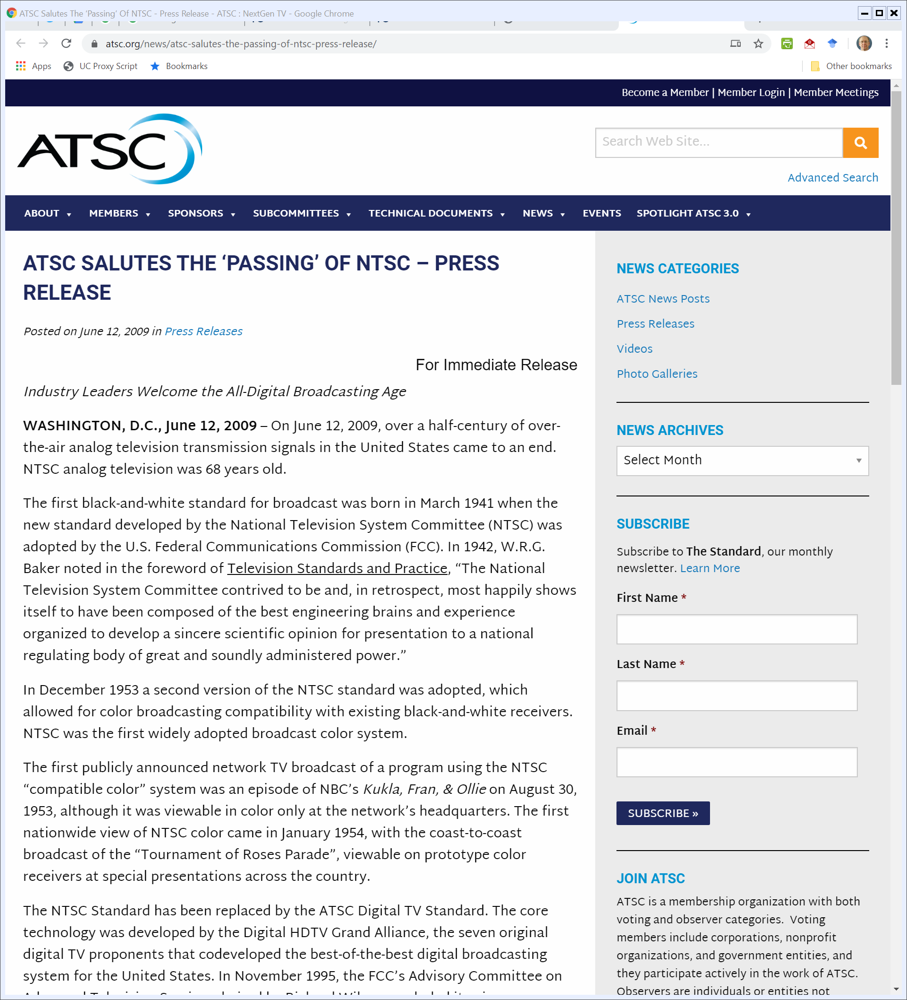 ATSC Salutes The ‘Passing’ Of NTSC - Press Release - ATSC : NextGen TV - Google Chrome
atsc.org/news/atsc-salutes-the-passing-of-ntsc-press-release/
Apps UC Proxy Script Bookmarks Other bookmarks
Become a Member | Member Login | Member Meetings
ATSC
Search Web Site...
Advanced Search
ABOUT MEMBERS SPONSORS SUBCOMMITTEES TECHNICAL DOCUMENTS NEWS EVENTS SPOTLIGHT ATSC 3.0
ATSC SALUTES THE ‘PASSING’ OF NTSC – PRESS
RELEASE
Posted on June 12, 2009 in Press Releases
For Immediate Release
Industry Leaders Welcome the All-Digital Broadcasting Age
WASHINGTON, D.C., June 12, 2009 – On June 12, 2009, over a half-century of over-
the-air analog television transmission signals in the United States came to an end.
NTSC analog television was 68 years old.
The first black-and-white standard for broadcast was born in March 1941 when the
new standard developed by the National Television System Committee (NTSC) was
adopted by the U.S. Federal Communications Commission (FCC). In 1942, W.R.G.
Baker noted in the foreword of Television Standards and Practice, “The National
Television System Committee contrived to be and, in retrospect, most happily shows
itself to have been composed of the best engineering brains and experience
organized to develop a sincere scientific opinion for presentation to a national
regulating body of great and soundly administered power.”
In December 1953 a second version of the NTSC standard was adopted, which
allowed for color broadcasting compatibility with existing black-and-white receivers.
NTSC was the first widely adopted broadcast color system.
The first publicly announced network TV broadcast of a program using the NTSC
“compatible color” system was an episode of NBC’s Kukla, Fran, & Ollie on August 30,
1953, although it was viewable in color only at the network’s headquarters. The first
nationwide view of NTSC color came in January 1954, with the coast-to-coast
broadcast of the “Tournament of Roses Parade”, viewable on prototype color
receivers at special presentations across the country.
The NTSC Standard has been replaced by the ATSC Digital TV Standard. The core
technology was developed by the Digital HDTV Grand Alliance, the seven original
digital TV proponents that codeveloped the best-of-the-best digital broadcasting
system for the United States. In November 1995, the FCC’s Advisory Committee on
NEWS CATEGORIES
ATSC News Posts
Press Releases
Videos
Photo Galleries
NEWS ARCHIVES
Select Month
SUBSCRIBE
Subscribe to The Standard, our monthly
newsletter. Learn More
First Name *
Last Name *
Email *
SUBSCRIBE »
JOIN ATSC
ATSC is a membership organization with both
voting and observer categories. Voting
members include corporations, nonprofit
organizations, and government entities, and
they participate actively in the work of ATSC.
Observers are individuals or entities not